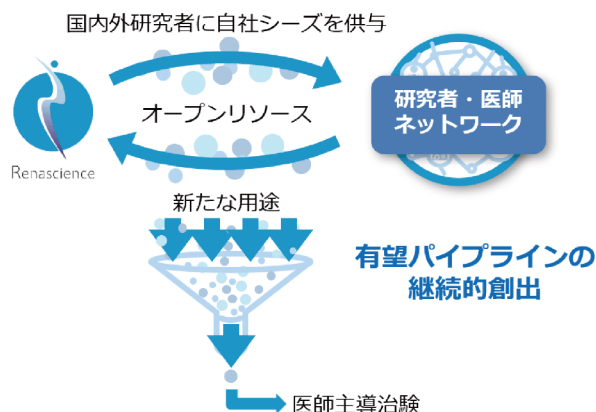 国内外研究者に自社シーズを供与
オープンリソース
Renascience
研究者・医師
ネットワーク
新たな用途
有望パイプラインの
継続的創出
医師主導治験